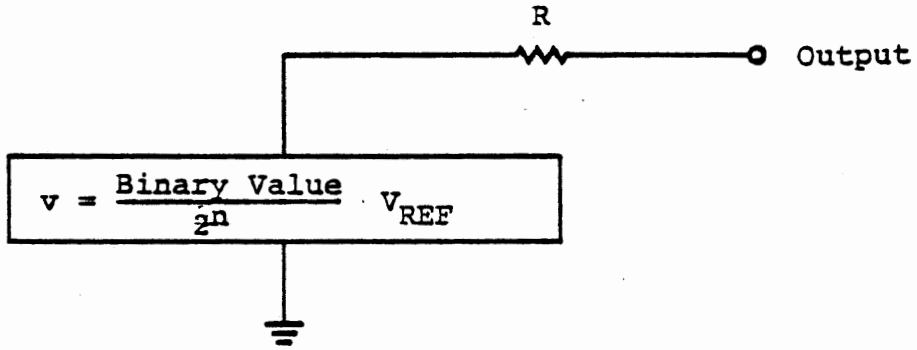 R
Output
v = Binary Value / 2^n · V_REF